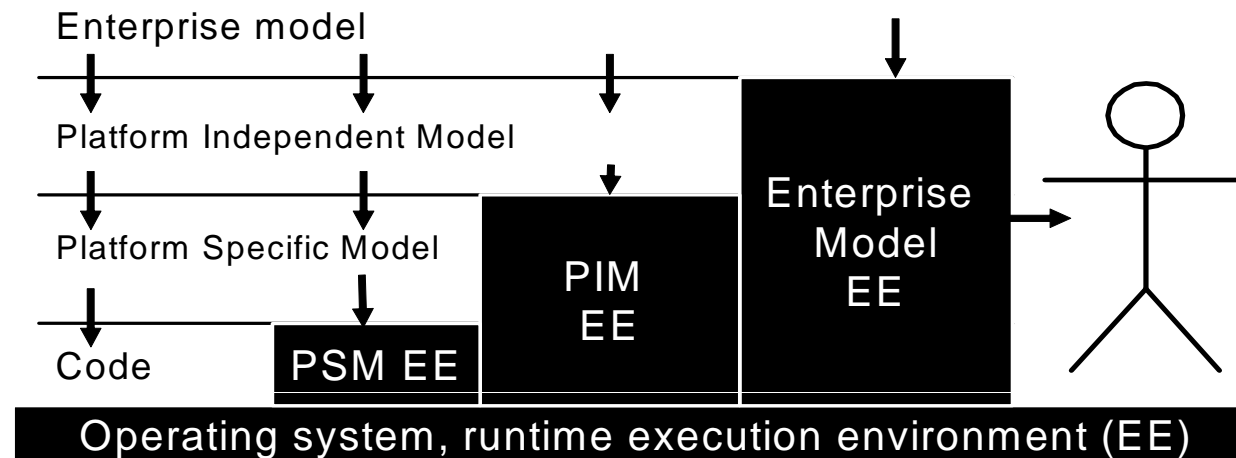 Enterprise model
Platform Independent Model
Platform Specific Model
Code
PSM EE
PIM
EE
Enterprise
Model
EE
Operating system, runtime execution environment (EE)